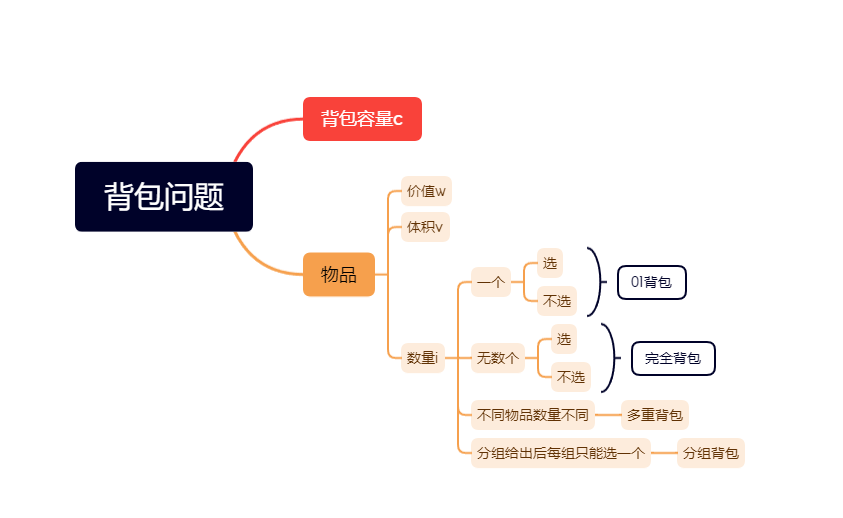 背包问题
背包容量c
物品
价值w
体积v
数量i
一个
选
不选
01背包
无数个
选
不选
完全背包
不同物品数量不同
多重背包
分组给出后每组只能选一个
分组背包